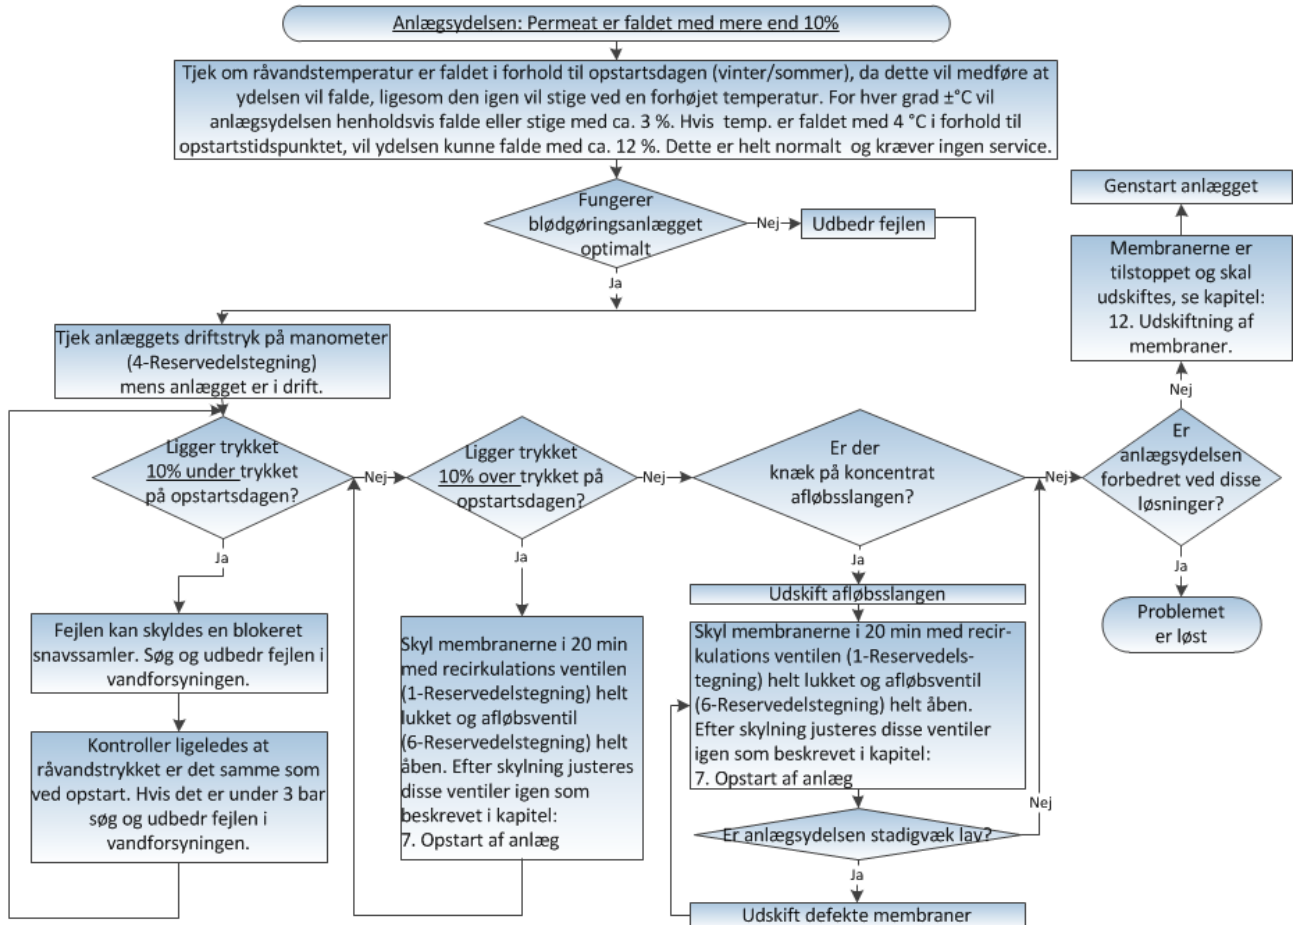 Anlægsydelsen: Permeat er faldet med mere end 10%
Tjek om råvandstemperatur er faldet i forhold til opstartsdagen (vinter/sommer), da dette vil medføre at
ydelsen vil falde, ligesom den igen vil stige ved en forhøjet temperatur. For hver grad ±°C vil
anlægsydelsen henholdsvis falde eller stige med ca. 3 %. Hvis temp. er faldet med 4 °C i forhold til
opstartstidspunktet, vil ydelsen kunne falde med ca. 12 %. Dette er helt normalt og kræver ingen service.
Fungerer
blødgøringsanlægget
optimalt
Nej
Udbedr fejlen
Ja
Tjek anlæggets driftstryk på manometer
(4-Reservedelstegning)
mens anlægget er i drift.
Ligger trykket
10% under trykket
på opstartsdagen?
Nej
Ja
Fejlen kan skyldes en blokeret
snavssamler. Søg og udbedr fejlen i
vandforsyningen.
Kontroller ligeledes at
råvandstrykket er det samme som
ved opstart. Hvis det er under 3 bar
søg og udbedr fejlen i
vandforsyningen.
Ligger trykket
10% over trykket på
opstartsdagen?
Nej
Ja
Skyl membranerne i 20 min
med recirkulations ventilen
(1-Reservedelstegning) helt
lukket og afløbsventil
(6-Reservedelstegning) helt
åben. Efter skylning justeres
disse ventiler igen som
beskrevet i kapitel:
7. Opstart af anlæg
Er der
knæk på koncentrat
afløbsslangen?
Nej
Ja
Udskift afløbsslangen
Skyl membranerne i 20 min med recir-
kulations ventilen (1-Reservedels-
tegning) helt lukket og afløbsventil
(6-Reservedelstegning) helt åben.
Efter skylning justeres disse ventiler
igen som beskrevet i kapitel:
7. Opstart af anlæg
Er anlægsydelsen stadigvæk lav?
Nej
Ja
Udskift defekte membraner
Er
anlægsydelsen
forbedret ved disse
løsninger?
Nej
Membranerne er
tilstoppet og skal
udskiftes, se kapitel:
12. Udskiftning af
membraner.
Genstart anlægget
Ja
Problemet
er løst